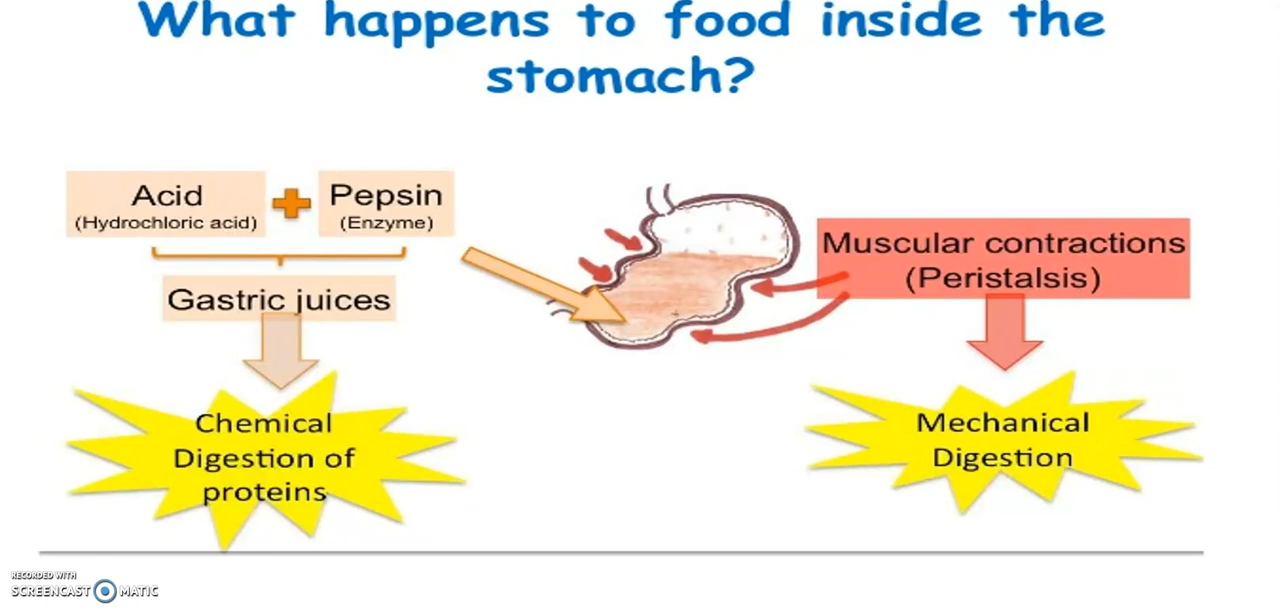 What happens to food inside the
stomach?
Acid
(Hydrochloric acid)
Pepsin
(Enzyme)
Gastric juices
Chemical
Digestion of
proteins
Muscular contractions
(Peristalsis)
Mechanical
Digestion
RECORDED WITH
SCREENCAST MATIC